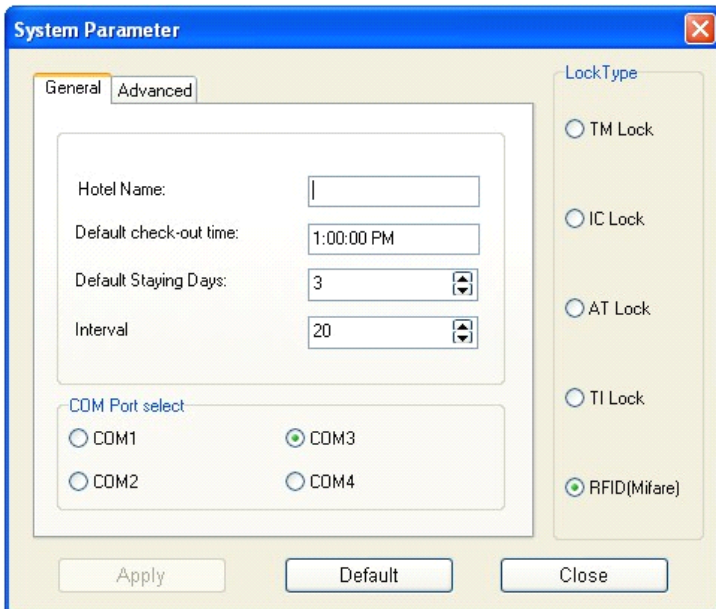 System Parameter
General
Advanced
LockType
Hotel Name:
Default check-out time:
1:00:00 PM
Default Staying Days:
3
Interval
20
COM Port select
COM1
COM3
COM2
COM4
TM Lock
IC Lock
AT Lock
TI Lock
RFID(Mifare)
Apply
Default
Close